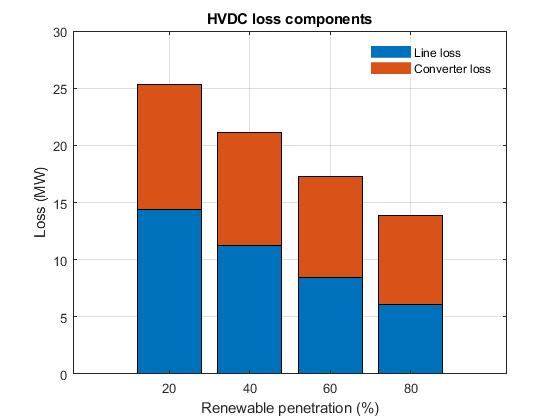 HVDC loss components
Line loss
Converter loss
30
25
20
15
10
5
0
Loss (MW)
20 40 60 80
Renewable penetration (%)